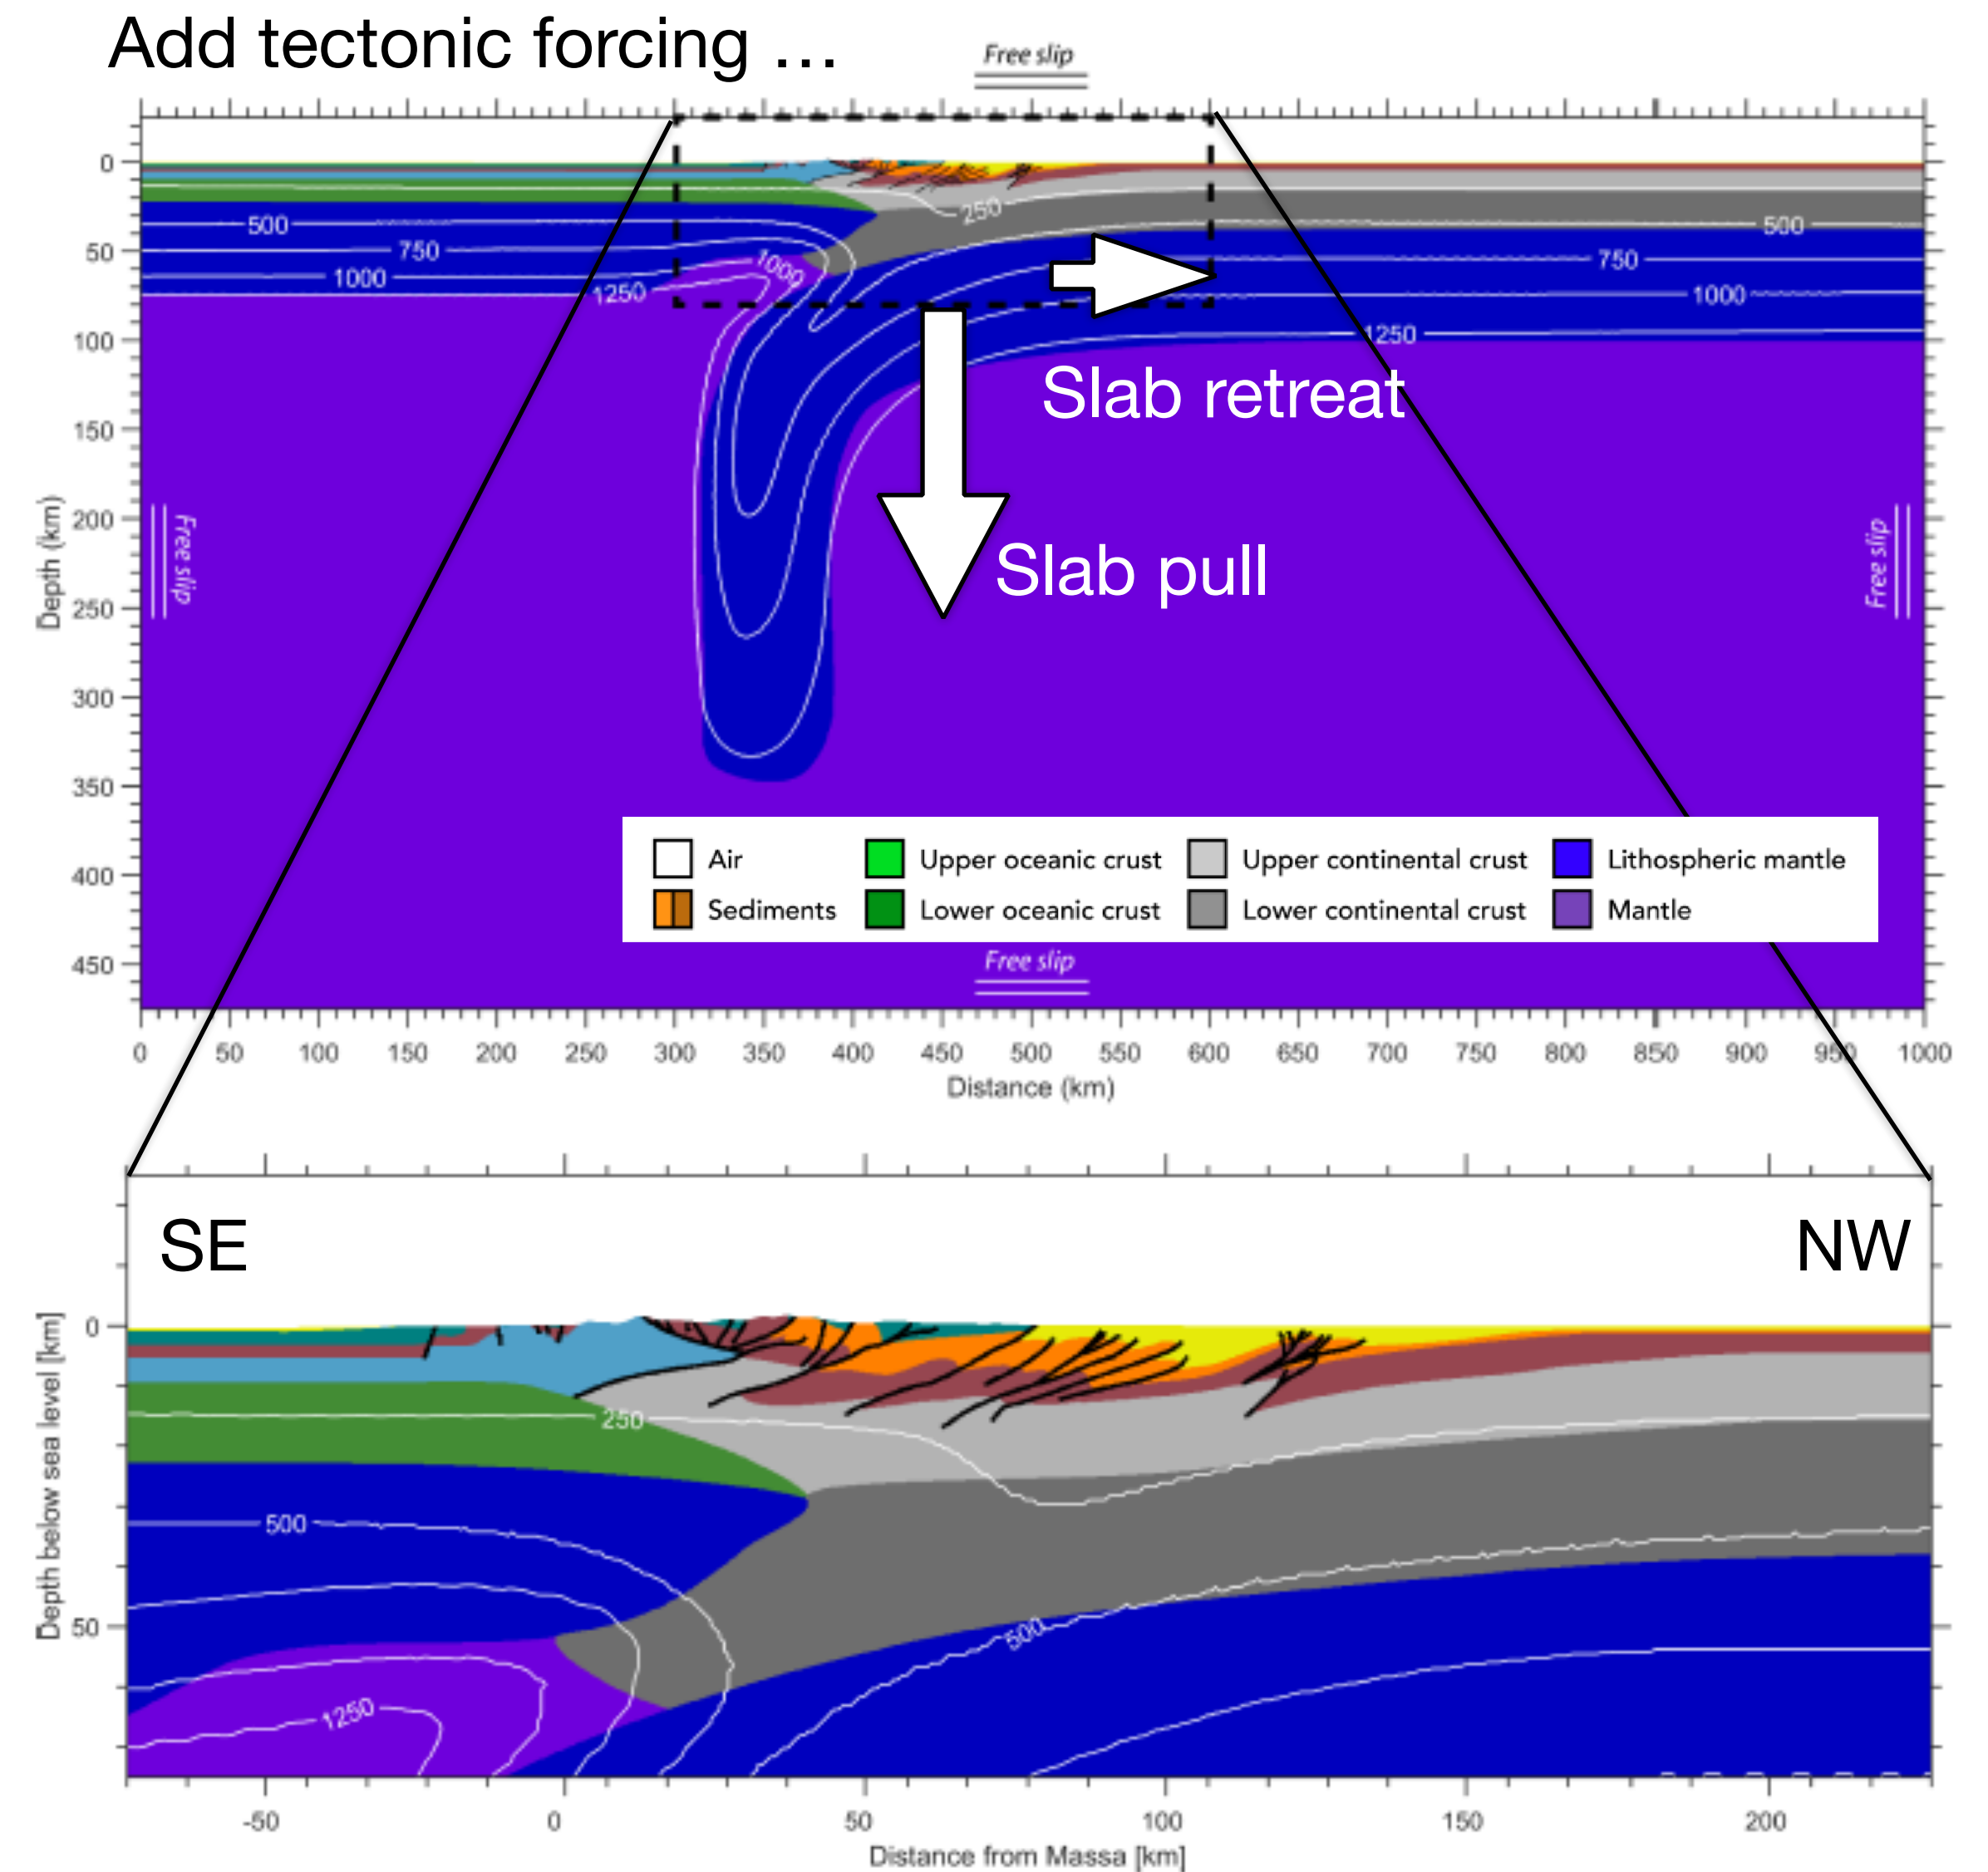 Add tectonic forcing ...
Free slip
0
50
100
150
200
250
300
350
400
450
Depth (km)
500
750
1000
1250
1000
250
500
750
1000
1250
Slab retreat
Slab pull
Free slip
Free slip
Air
Upper oceanic crust
Upper continental crust
Lithospheric mantle
Sediments
Lower oceanic crust
Lower continental crust
Mantle
Free slip
0 50 100 150 200 250 300 350 400 450 500 550 600 650 700 750 800 850 900 950 1000
Distance (km)
SE
NW
0
50
Depth below sea level [km]
250
500
500
1250
-50 0 50 100 150 200
Distance from Massa [km]